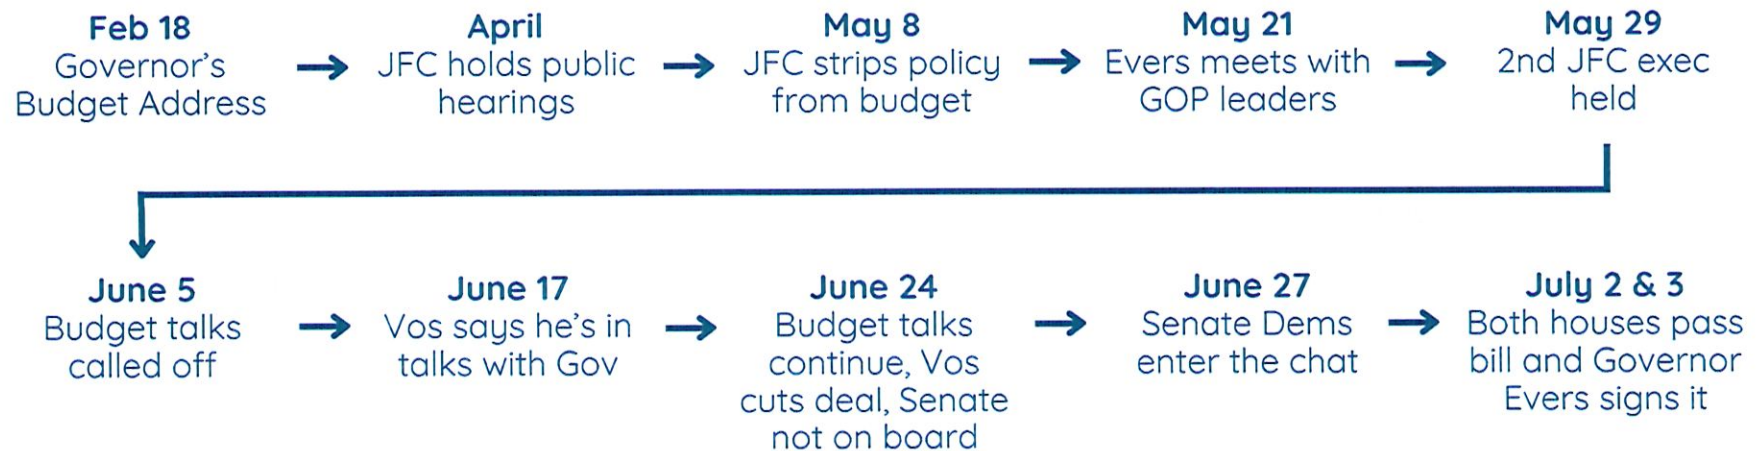 Feb 18
Governor's
Budget Address
April
JFC holds public
hearings
May 8
JFC strips policy
from budget
May 21
Evers meets with
GOP leaders
May 29
2nd JFC exec
held
June 5
Budget talks
called off
June 17
Vos says he's in
talks with Gov
June 24
Budget talks
continue, Vos
cuts deal, Senate
not on board
June 27
Senate Dems
enter the chat
July 2 & 3
Both houses pass
bill and Governor
Evers signs it